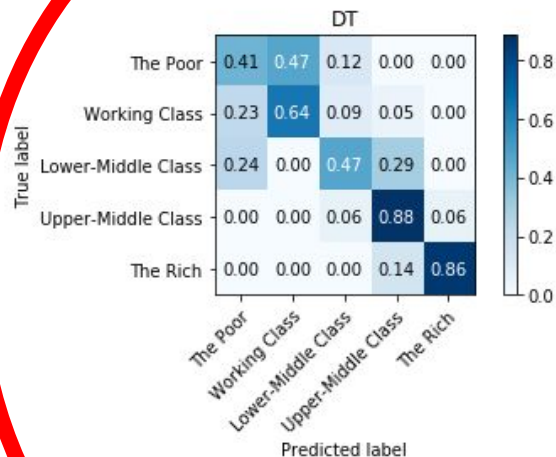 DT
True label
The Poor 0.41 0.47 0.12 0.00 0.00
Working Class 0.23 0.64 0.09 0.05 0.00
Lower-Middle Class 0.24 0.00 0.47 0.29 0.00
Upper-Middle Class 0.00 0.00 0.06 0.88 0.06
The Rich 0.00 0.00 0.00 0.14 0.86
The Poor
Working Class
Lower-Middle Class
Upper-Middle Class
The Rich
Predicted label
0.8
0.6
0.4
0.2
0.0